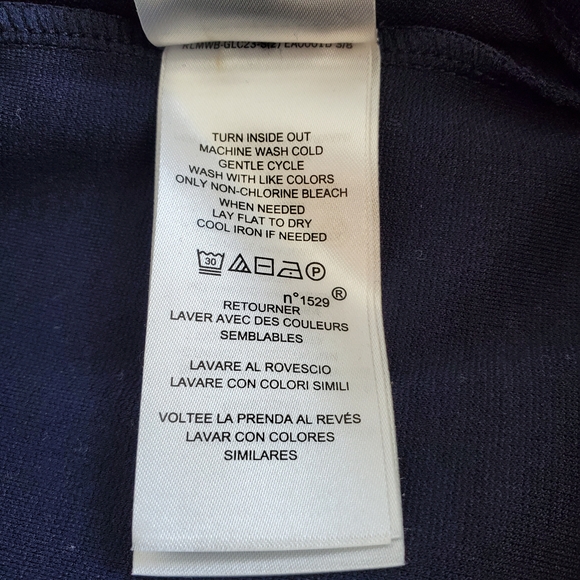 TURN INSIDE OUT
MACHINE WASH COLD
GENTLE CYCLE
WASH WITH LIKE COLORS
ONLY NON-CHLORINE BLEACH
WHEN NEEDED
LAY FLAT TO DRY
COOL IRON IF NEEDED
30 P
n°1529®
RETOURNER
LAVER AVEC DES COULEURS
SEMBLABLES
LAVARE AL ROVESCIO
LAVARE CON COLORI SIMILI
VOLTEE LA PRENDA AL REVÉS
LAVAR CON COLORES
SIMILARES